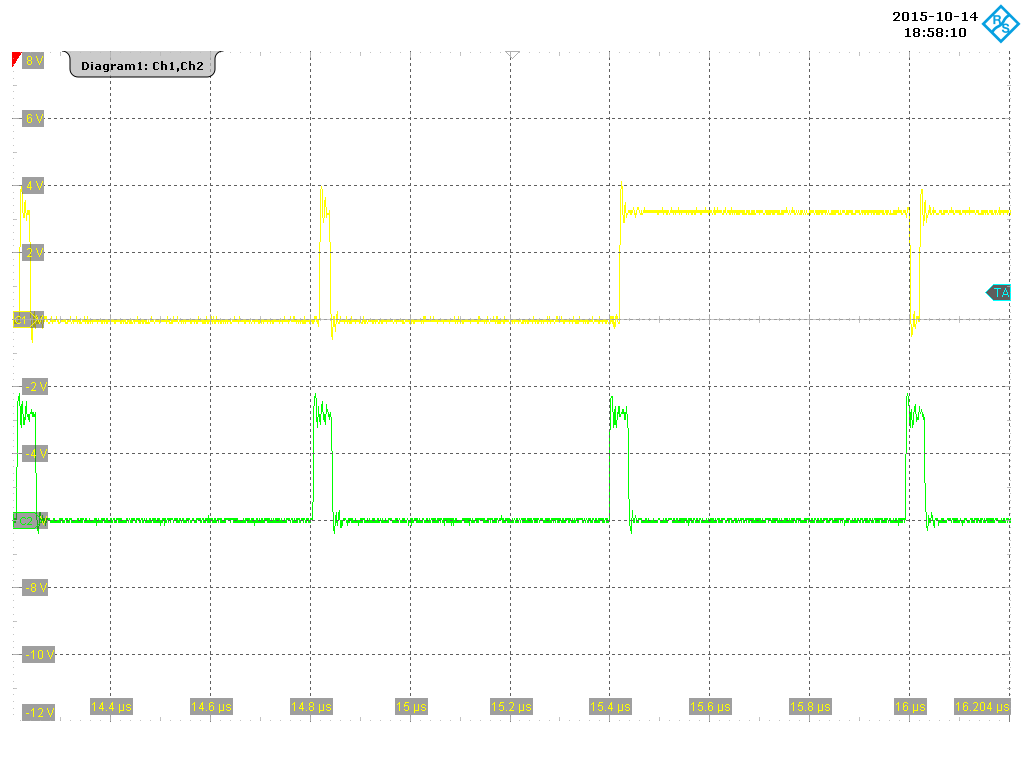 2015-10-14
18:58:10
R
S
Diagram1: Ch1,Ch2
8 V
6 V
4 V
2 V
TA
C1
-2 V
-4 V
-8 V
-10 V
-12 V
14.4 µs 14.6 µs 14.8 µs 15 µs 15.2 µs 15.4 µs 15.6 µs 15.8 µs 16 µs 16.204 µs